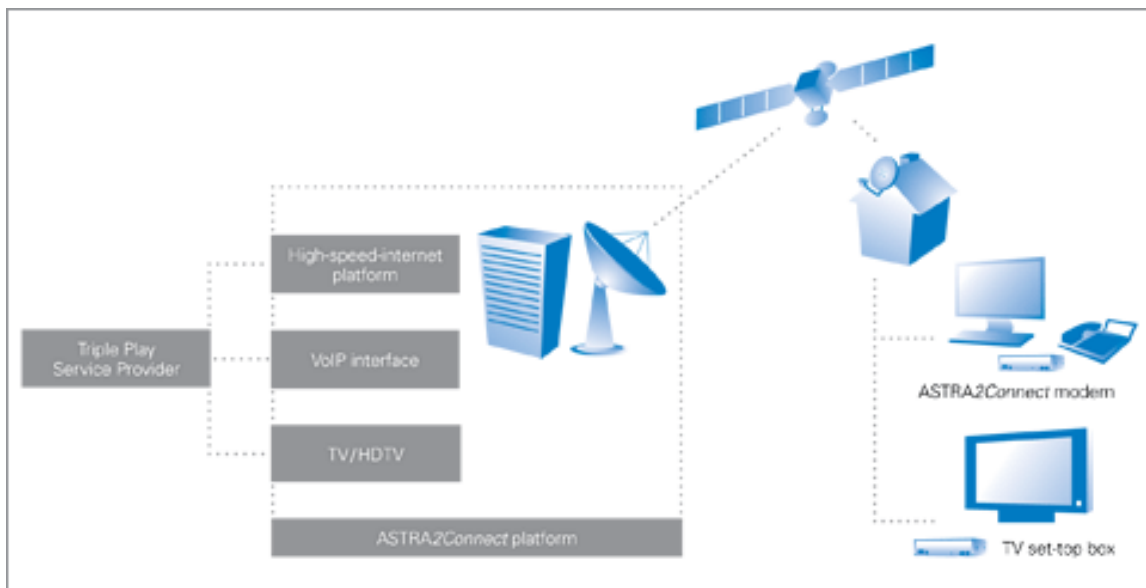 High-speed-internet
platform
Triple Play
Service Provider
VoIP interface
TV/HDTV
ASTRA2Connect platform
ASTRA2Connect modem
TV set-top box